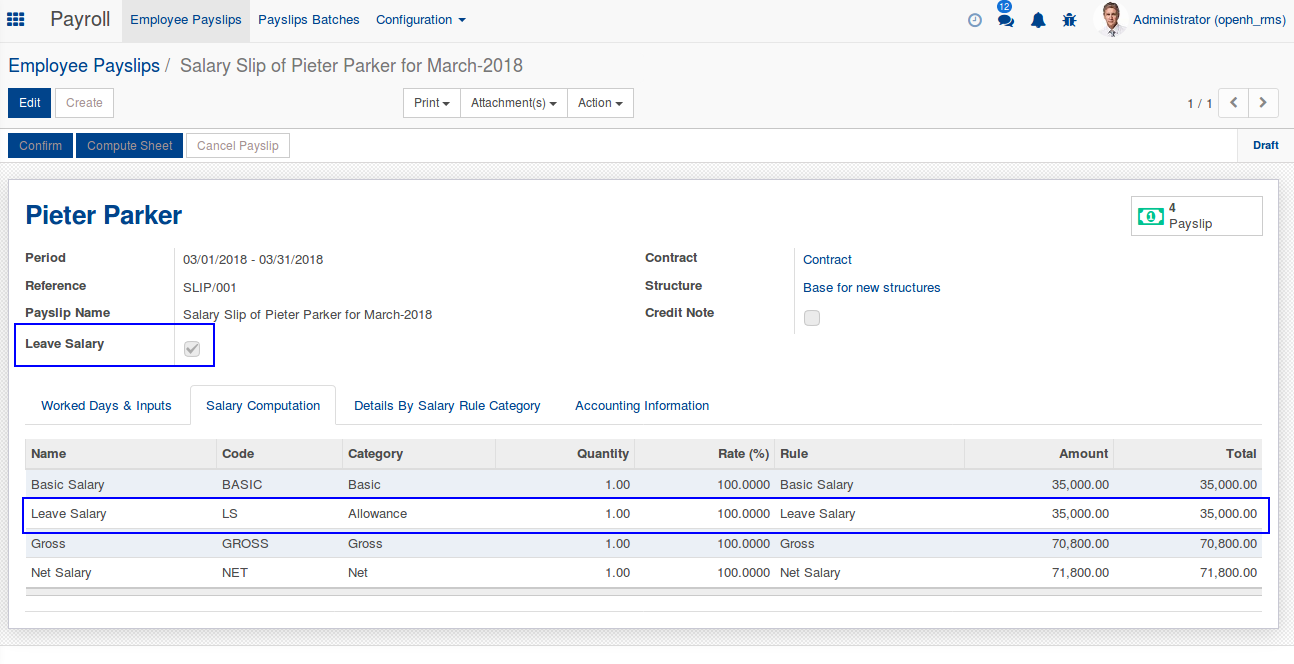 Payroll Employee Payslips Payslips Batches Configuration 12 Administrator (openh_rms)
Employee Payslips / Salary Slip of Pieter Parker for March-2018
Edit Create Print Attachment(s) Action 1 / 1
Confirm Compute Sheet Cancel Payslip Draft
Pieter Parker
4
Payslip
Period 03/01/2018 - 03/31/2018 Contract Contract
Reference SLIP/001 Structure Base for new structures
Payslip Name Salary Slip of Pieter Parker for March-2018 Credit Note
Leave Salary
Worked Days & Inputs Salary Computation Details By Salary Rule Category Accounting Information
Name Code Category Quantity Rate (%) Rule Amount Total
Basic Salary BASIC Basic 1.00 100.0000 Basic Salary 35,000.00 35,000.00
Leave Salary LS Allowance 1.00 100.0000 Leave Salary 35,000.00 35,000.00
Gross GROSS Gross 1.00 100.0000 Gross 70,800.00 70,800.00
Net Salary NET Net 1.00 100.0000 Net Salary 71,800.00 71,800.00